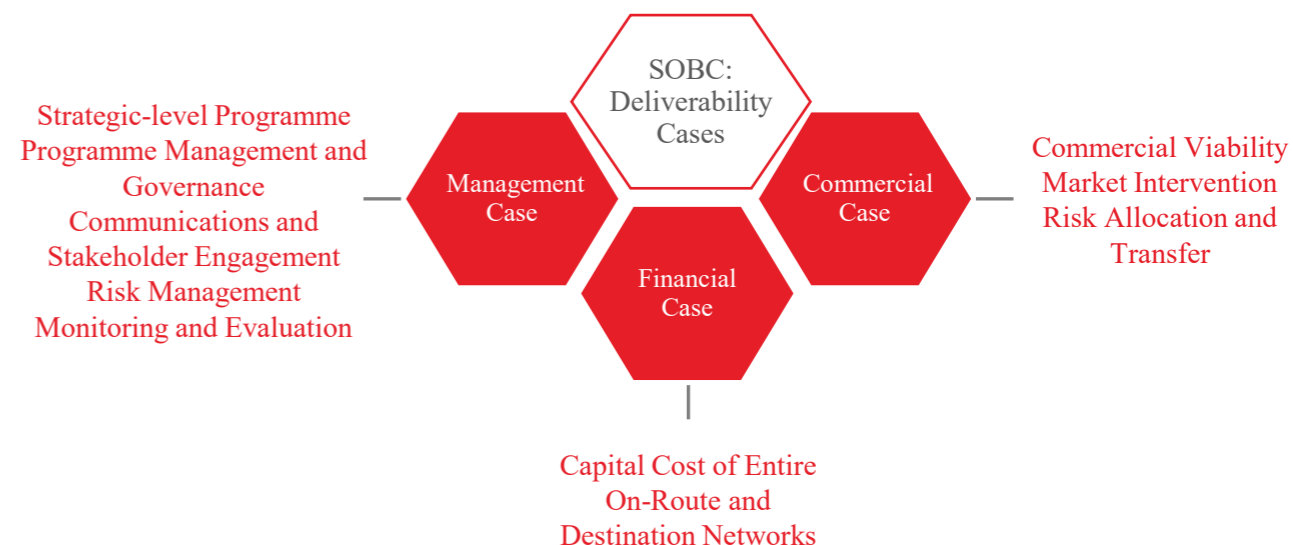 SOBC:
Deliverability
Cases
Strategic-level Programme
Programme Management and
Governance
Communications and
Stakeholder Engagement
Risk Management
Monitoring and Evaluation
Management
Case
Financial
Case
Commercial
Case
Commercial Viability
Market Intervention
Risk Allocation and
Transfer
Capital Cost of Entire
On-Route and
Destination Networks